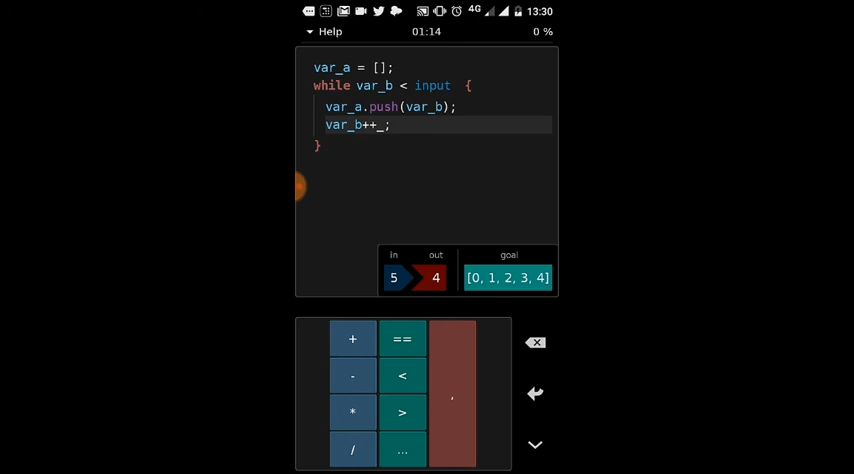 4G 13:30
Help 01:14 0 %
var_a = [];
while var_b < input {
var_a.push(var_b);
var_b++_;
}
in out goal
5 4 [0, 1, 2, 3, 4]
+ ==
- <
,
* >
/ ...